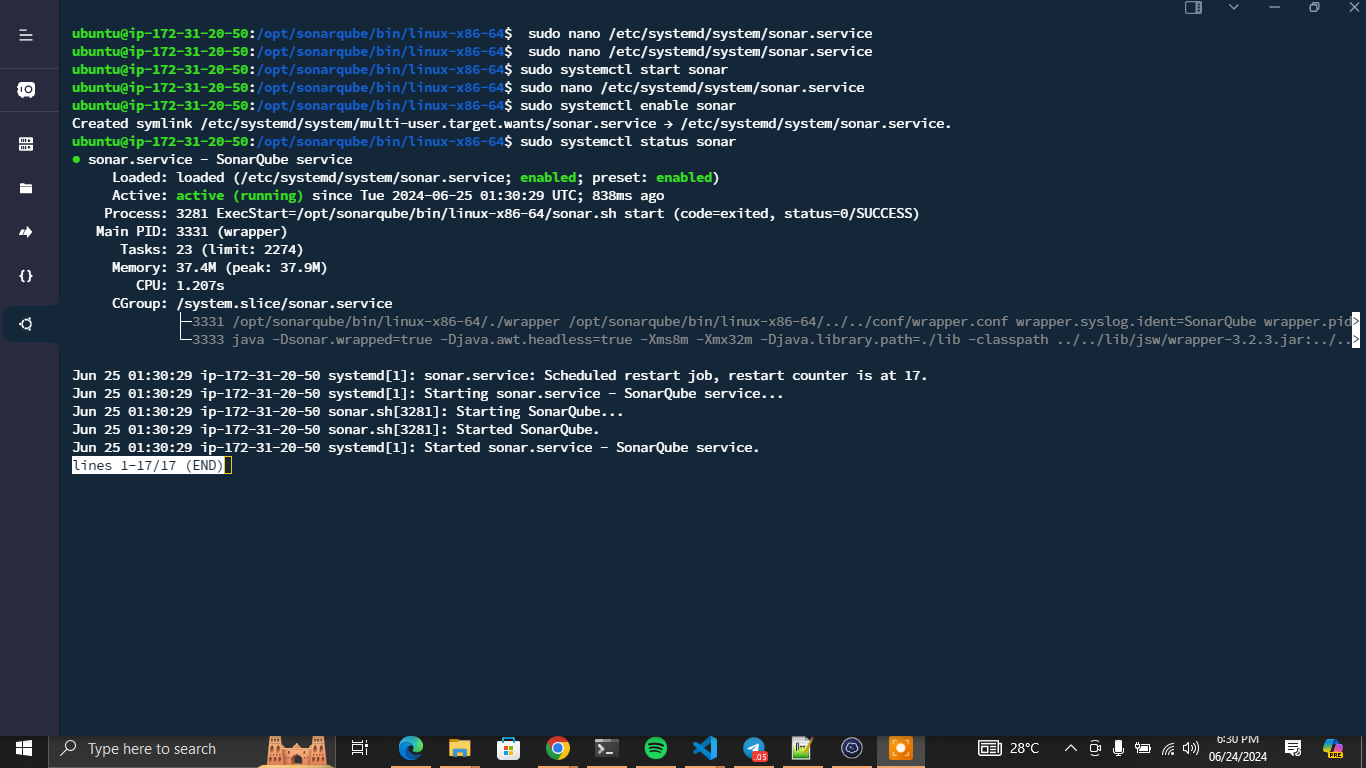 ubuntu@ip-172-31-20-50:/opt/sonarqube/bin/linux-x86-64$  sudo nano /etc/systemd/system/sonar.service
ubuntu@ip-172-31-20-50:/opt/sonarqube/bin/linux-x86-64$  sudo nano /etc/systemd/system/sonar.service
ubuntu@ip-172-31-20-50:/opt/sonarqube/bin/linux-x86-64$ sudo systemctl start sonar
ubuntu@ip-172-31-20-50:/opt/sonarqube/bin/linux-x86-64$ sudo nano /etc/systemd/system/sonar.service
ubuntu@ip-172-31-20-50:/opt/sonarqube/bin/linux-x86-64$ sudo systemctl enable sonar
Created symlink /etc/systemd/system/multi-user.target.wants/sonar.service → /etc/systemd/system/sonar.service.
ubuntu@ip-172-31-20-50:/opt/sonarqube/bin/linux-x86-64$ sudo systemctl status sonar
● sonar.service - SonarQube service
Loaded: loaded (/etc/systemd/system/sonar.service; enabled; preset: enabled)
Active: active (running) since Tue 2024-06-25 01:30:29 UTC; 838ms ago
Process: 3281 ExecStart=/opt/sonarqube/bin/linux-x86-64/sonar.sh start (code=exited, status=0/SUCCESS)
Main PID: 3331 (wrapper)
Tasks: 23 (limit: 2274)
Memory: 37.4M (peak: 37.9M)
CPU: 1.207s
CGroup: /system.slice/sonar.service
├─3331 /opt/sonarqube/bin/linux-x86-64/./wrapper /opt/sonarqube/bin/linux-x86-64/../../conf/wrapper.conf wrapper.syslog.ident=SonarQube wrapper.pid>
└─3333 java -Dsonar.wrapped=true -Djava.awt.headless=true -Xms8m -Xmx32m -Djava.library.path=./lib -classpath ../../lib/jsw/wrapper-3.2.3.jar:../..>
Jun 25 01:30:29 ip-172-31-20-50 systemd[1]: sonar.service: Scheduled restart job, restart counter is at 17.
Jun 25 01:30:29 ip-172-31-20-50 systemd[1]: Starting sonar.service - SonarQube service...
Jun 25 01:30:29 ip-172-31-20-50 sonar.sh[3281]: Starting SonarQube...
Jun 25 01:30:29 ip-172-31-20-50 sonar.sh[3281]: Started SonarQube.
Jun 25 01:30:29 ip-172-31-20-50 systemd[1]: Started sonar.service - SonarQube service.
lines 1-17/17 (END)
Type here to search
28°C
6:30 PM
06/24/2024